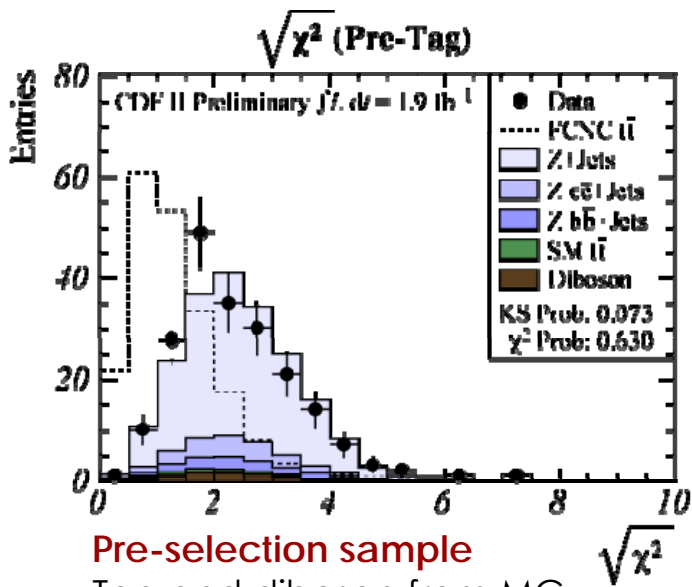 √χ² (Pre-Tag)
Entries
80
60
40
20
0
CDF II Preliminary ∫ℒ dt = 1.9 fb⁻¹
Data
FCNC tt̄
Z+Jets
Z cc̄+Jets
Z bb̄+Jets
SM tt̄
Diboson
KS Prob: 0.073
χ² Prob: 0.630
0 2 4 6 8 10
√χ²
Pre-selection sample